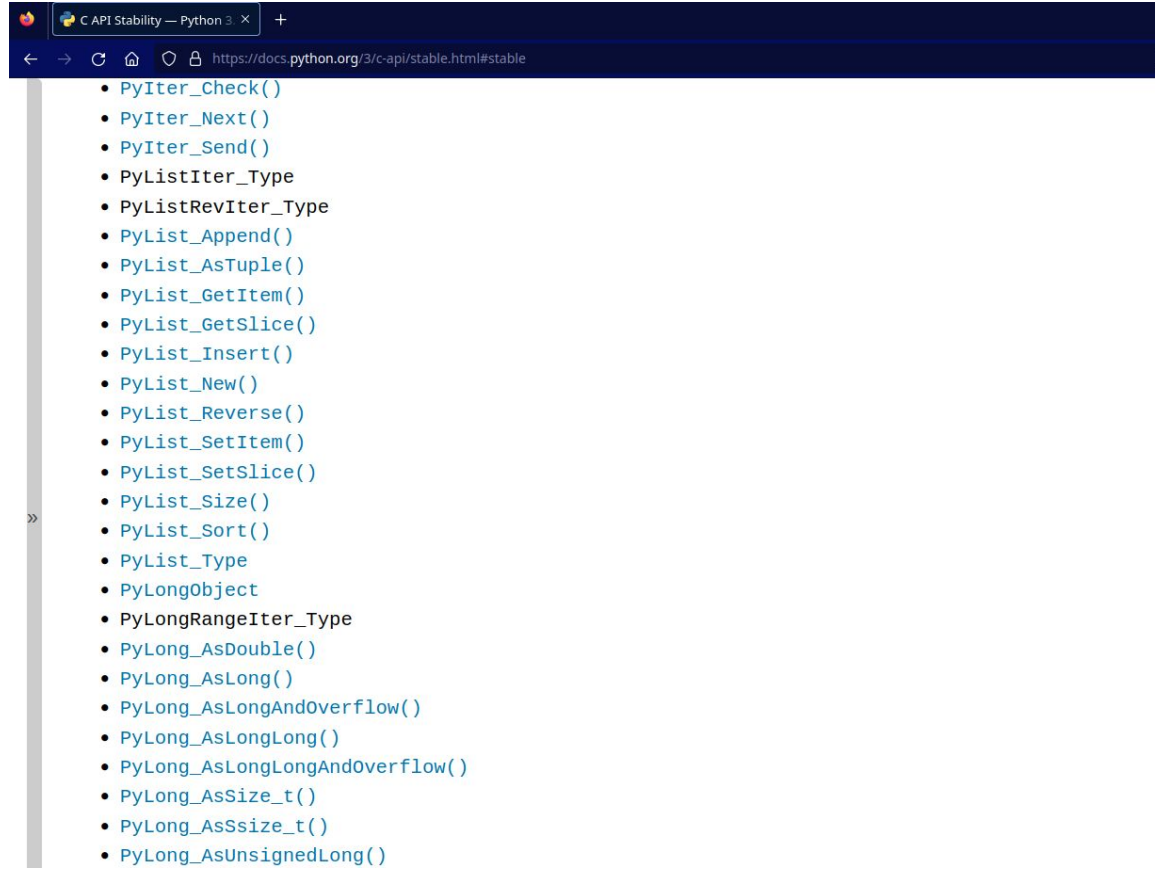 C API Stability — Python 3.
https://docs.python.org/3/c-api/stable.html#stable
• PyIter_Check()
• PyIter_Next()
• PyIter_Send()
• PyListIter_Type
• PyListRevIter_Type
• PyList_Append()
• PyList_AsTuple()
• PyList_GetItem()
• PyList_GetSlice()
• PyList_Insert()
• PyList_New()
• PyList_Reverse()
• PyList_SetItem()
• PyList_SetSlice()
• PyList_Size()
• PyList_Sort()
• PyList_Type
• PyLongObject
• PyLongRangeIter_Type
• PyLong_AsDouble()
• PyLong_AsLong()
• PyLong_AsLongAndOverflow()
• PyLong_AsLongLong()
• PyLong_AsLongLongAndOverflow()
• PyLong_AsSize_t()
• PyLong_AsSsize_t()
• PyLong_AsUnsignedLong()